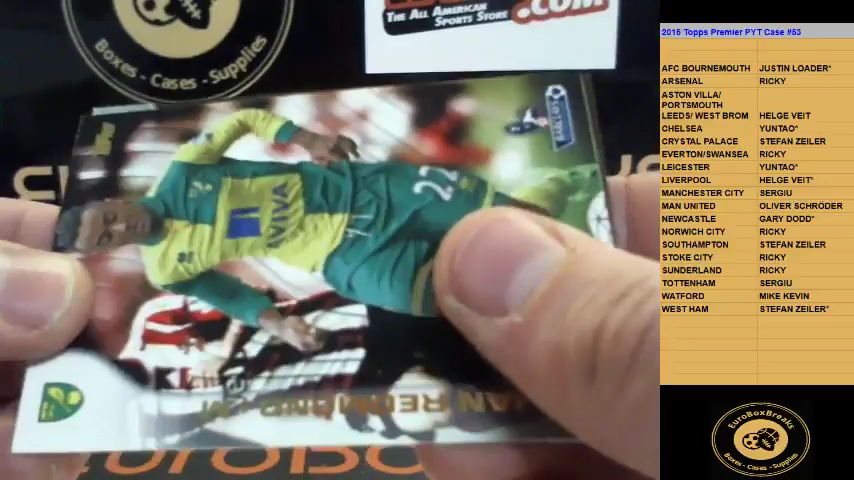 Boxes - Cases - Supplies
THE ALL AMERICAN
SPORTS STORE
.COM
topps
BARCLAYS
22
AVIVA
REDMOND
2015 Topps Premier PYT Case #53
AFC BOURNEMOUTH JUSTIN LOADER*
ARSENAL RICKY
ASTON VILLA/
PORTSMOUTH
LEEDS/ WEST BROM HELGE VEIT
CHELSEA YUNTAO*
CRYSTAL PALACE STEFAN ZEILER
EVERTON/SWANSEA RICKY
LEICESTER YUNTAO*
LIVERPOOL HELGE VEIT*
MANCHESTER CITY SERGIU
MAN UNITED OLIVER SCHRÖDER
NEWCASTLE GARY DODD*
NORWICH CITY RICKY
SOUTHAMPTON STEFAN ZEILER
STOKE CITY RICKY
SUNDERLAND RICKY
TOTTENHAM SERGIU
WATFORD MIKE KEVIN
WEST HAM STEFAN ZEILER*
EuroBoxBreaks
Boxes - Cases - Supplies